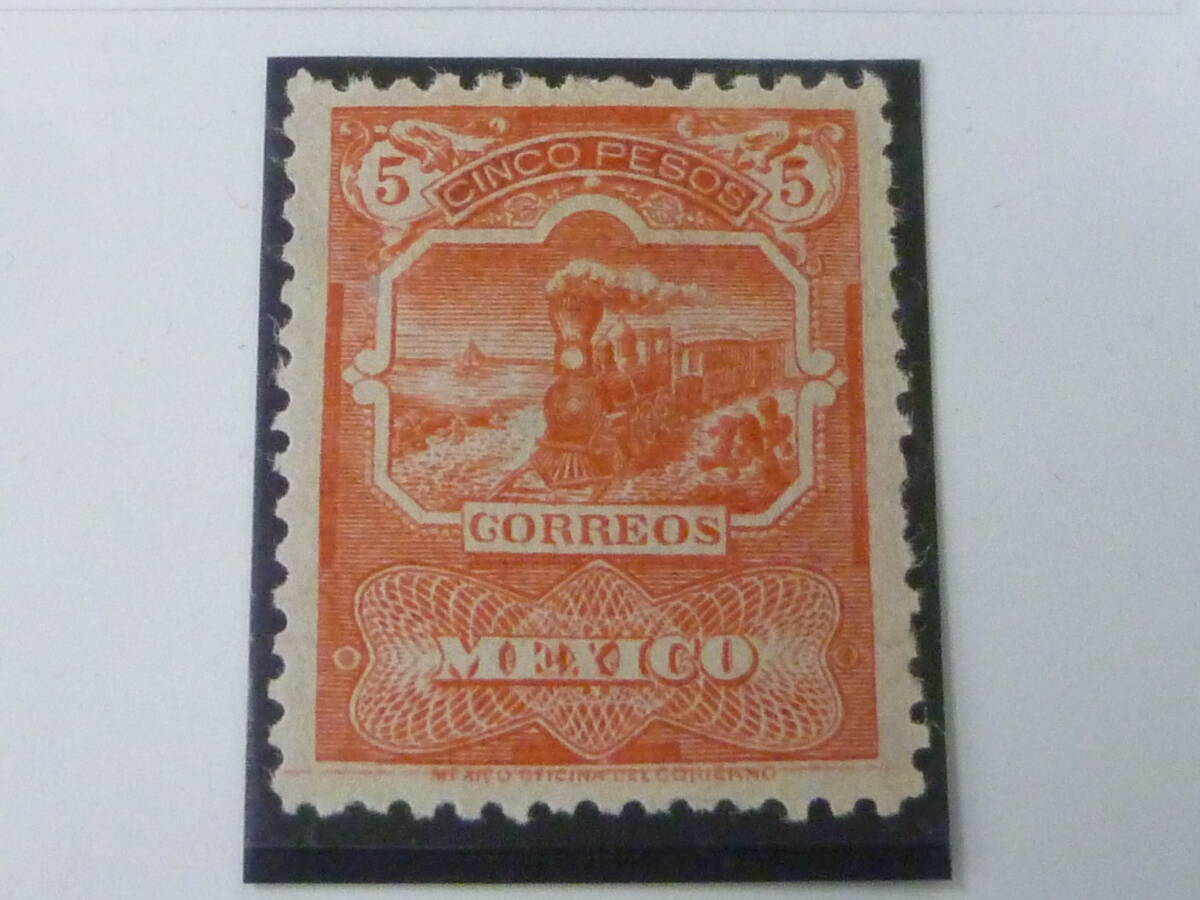 5 CINCO PESOS 5
CORREOS
MEXICO
MEXICO OFICINA DEL GOBIERNO